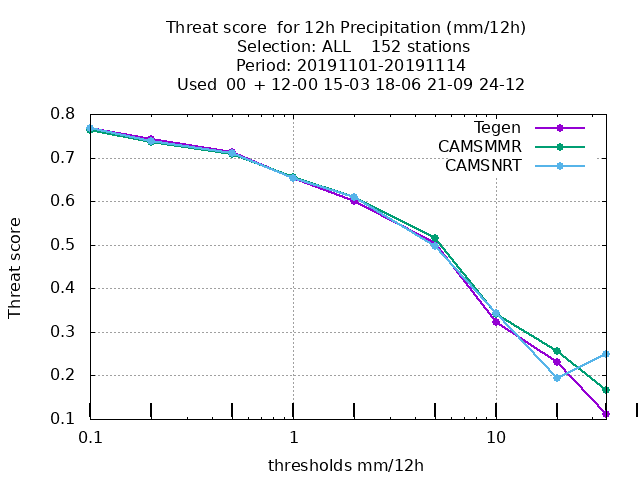 Threat score  for 12h Precipitation (mm/12h)
Selection: ALL    152 stations
Period: 20191101-20191114
Used  00 + 12-00 15-03 18-06 21-09 24-12
0.8
0.7
0.6
0.5
0.4
0.3
0.2
0.1
Threat score
Tegen
CAMSMMR
CAMSNRT
0.1
1
10
thresholds mm/12h